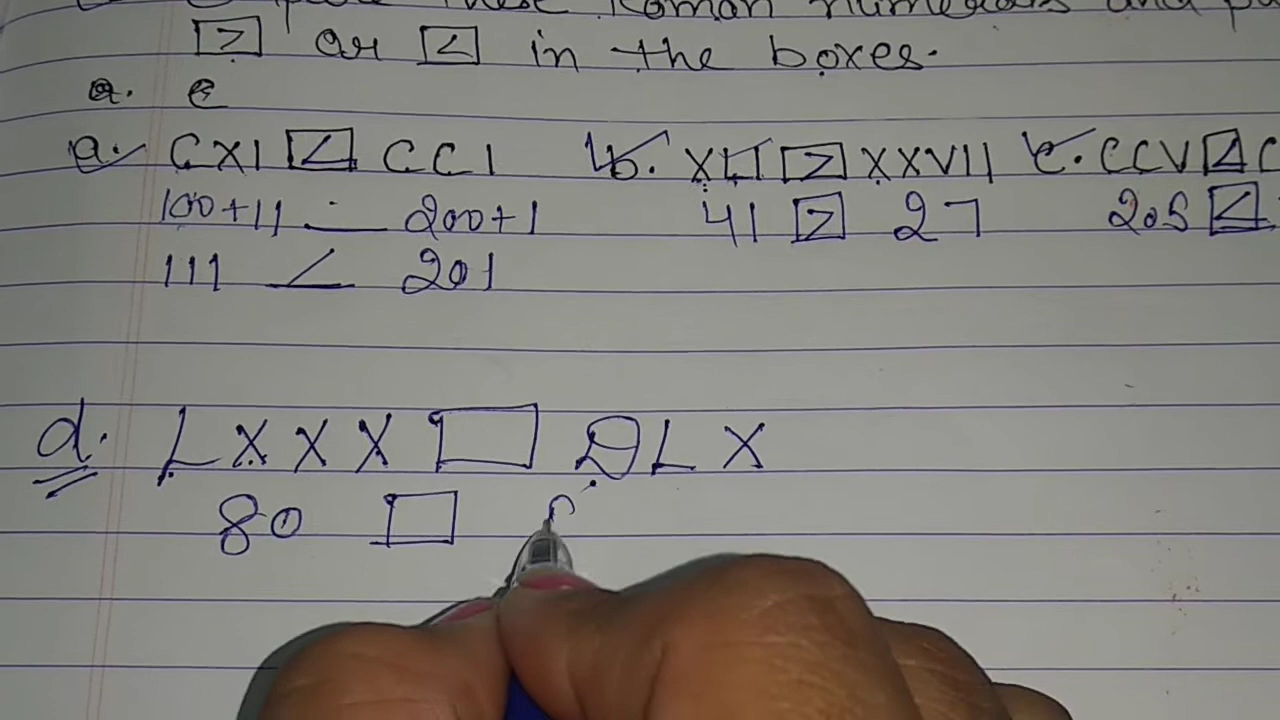 these Roman numerals and
> or < in the boxes.
a. e
a. CXI < CCI b. XLI > XXVII c. CCV < C
100+11 — 200+1 41 > 27 205 <
111 < 201
d. LXXX □ DLX
80 □